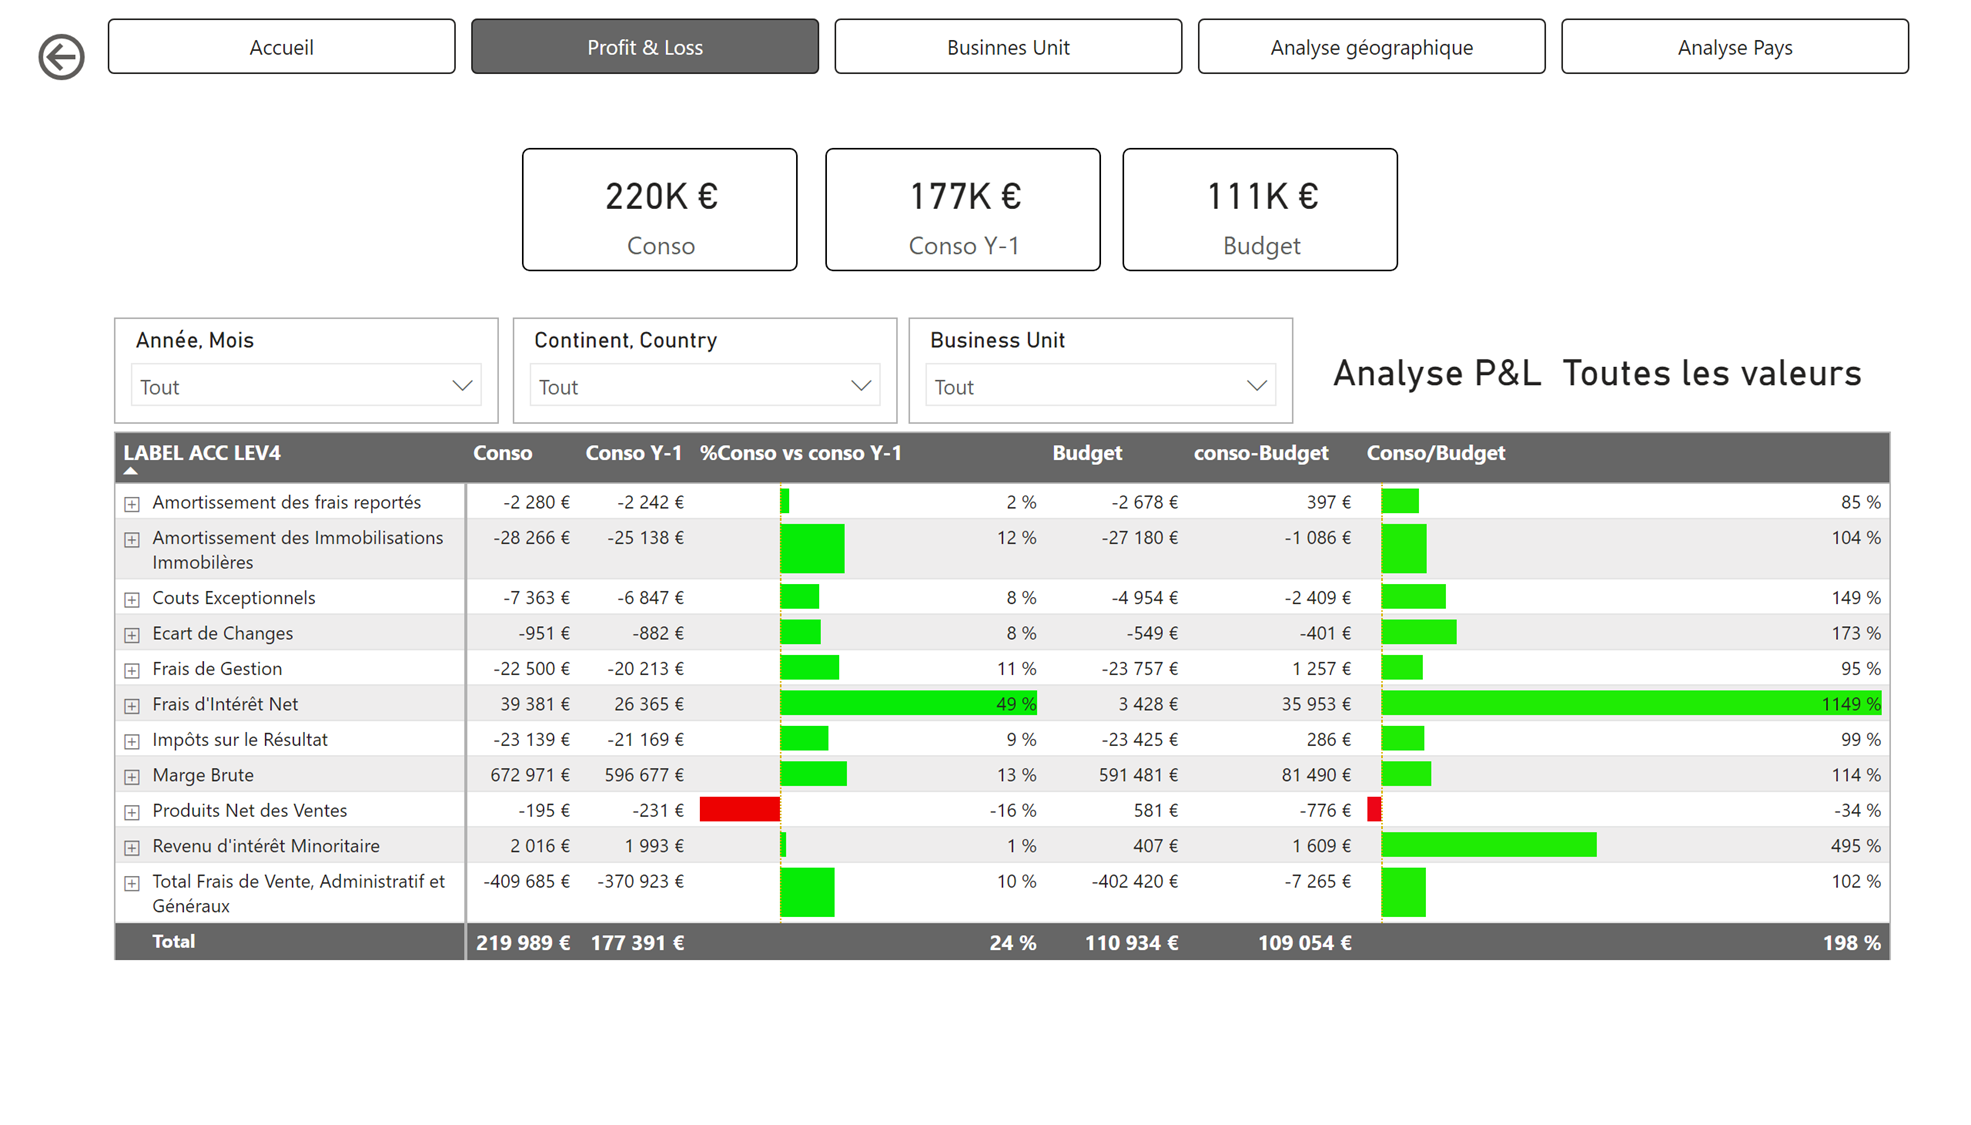 Accueil
Profit & Loss
Businnes Unit
Analyse géographique
Analyse Pays
220K €
Conso
177K €
Conso Y-1
111K €
Budget
Année, Mois
Tout
Continent, Country
Tout
Business Unit
Tout
Analyse P&L Toutes les valeurs
LABEL ACC LEV4 Conso Conso Y-1 %Conso vs conso Y-1 Budget conso-Budget Conso/Budget
Amortissement des frais reportés -2 280 € -2 242 € 2 % -2 678 € 397 € 85 %
Amortissement des Immobilisations -28 266 € -25 138 € 12 % -27 180 € -1 086 € 104 %
Immobilères
Couts Exceptionnels -7 363 € -6 847 € 8 % -4 954 € -2 409 € 149 %
Ecart de Changes -951 € -882 € 8 % -549 € -401 € 173 %
Frais de Gestion -22 500 € -20 213 € 11 % -23 757 € 1 257 € 95 %
Frais d'Intérêt Net 39 381 € 26 365 € 49 % 3 428 € 35 953 € 1149 %
Impôts sur le Résultat -23 139 € -21 169 € 9 % -23 425 € 286 € 99 %
Marge Brute 672 971 € 596 677 € 13 % 591 481 € 81 490 € 114 %
Produits Net des Ventes -195 € -231 € -16 % 581 € -776 € -34 %
Revenu d'intérêt Minoritaire 2 016 € 1 993 € 1 % 407 € 1 609 € 495 %
Total Frais de Vente, Administratif et -409 685 € -370 923 € 10 % -402 420 € -7 265 € 102 %
Généraux
Total 219 989 € 177 391 € 24 % 110 934 € 109 054 € 198 %